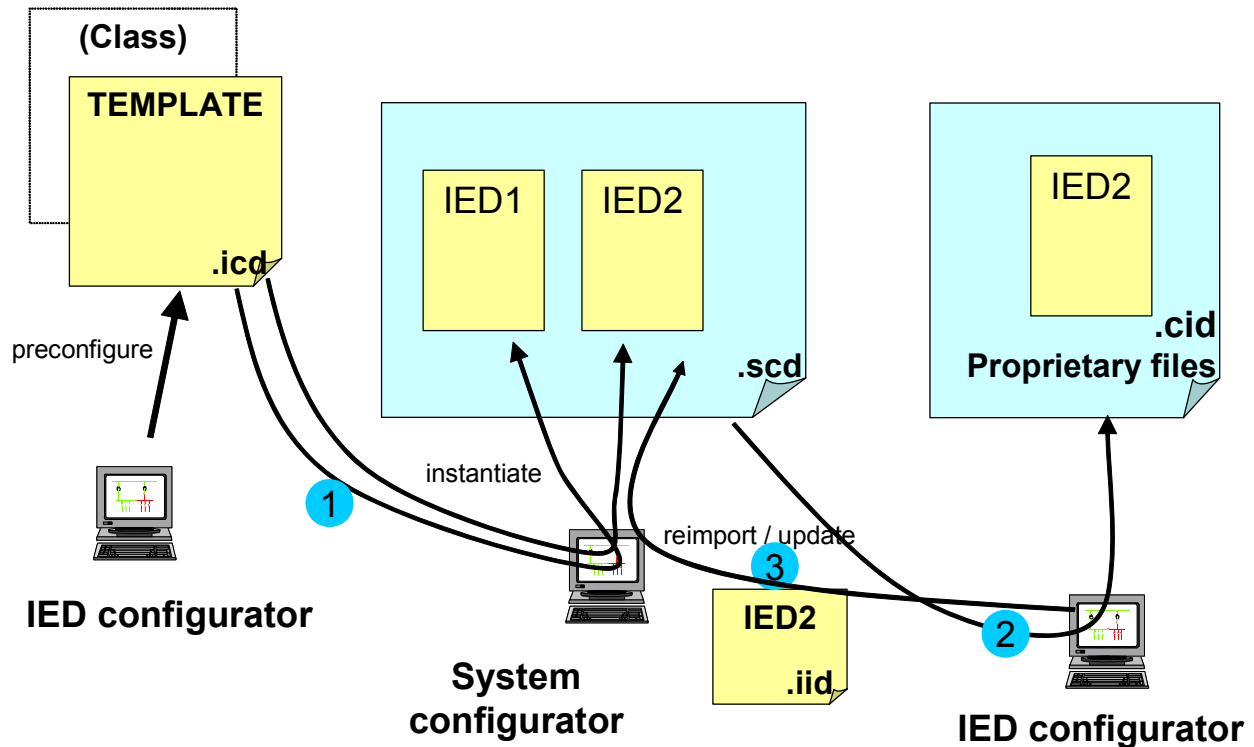 (Class)
TEMPLATE
.icd
preconfigure
IED configurator
1
IED1
IED2
.scd
instantiate
System
configurator
reimport / update
3
IED2
.iid
2
IED2
.cid
Proprietary files
IED configurator